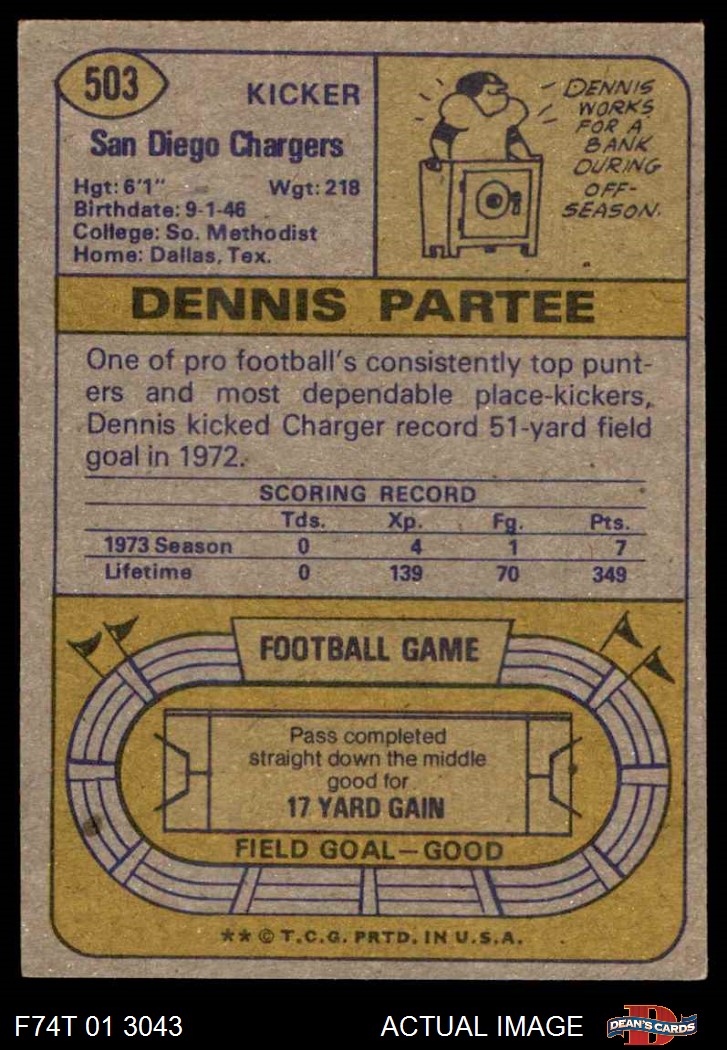 503
KICKER
San Diego Chargers
Hgt: 6'1" Wgt: 218
Birthdate: 9-1-46
College: So. Methodist
Home: Dallas, Tex.
DENNIS
WORKS
FOR A
BANK
DURING
OFF-
SEASON.
DENNIS PARTEE
One of pro football's consistently top punt-
ers and most dependable place-kickers,
Dennis kicked Charger record 51-yard field
goal in 1972.
SCORING RECORD
Tds. Xp. Fg. Pts.
1973 Season 0 4 1 7
Lifetime 0 139 70 349
FOOTBALL GAME
Pass completed
straight down the middle
good for
17 YARD GAIN
FIELD GOAL—GOOD
** © T.C.G. PRTD. IN U.S.A.
F74T 01 3043 ACTUAL IMAGE
D
DEAN'S CARDS